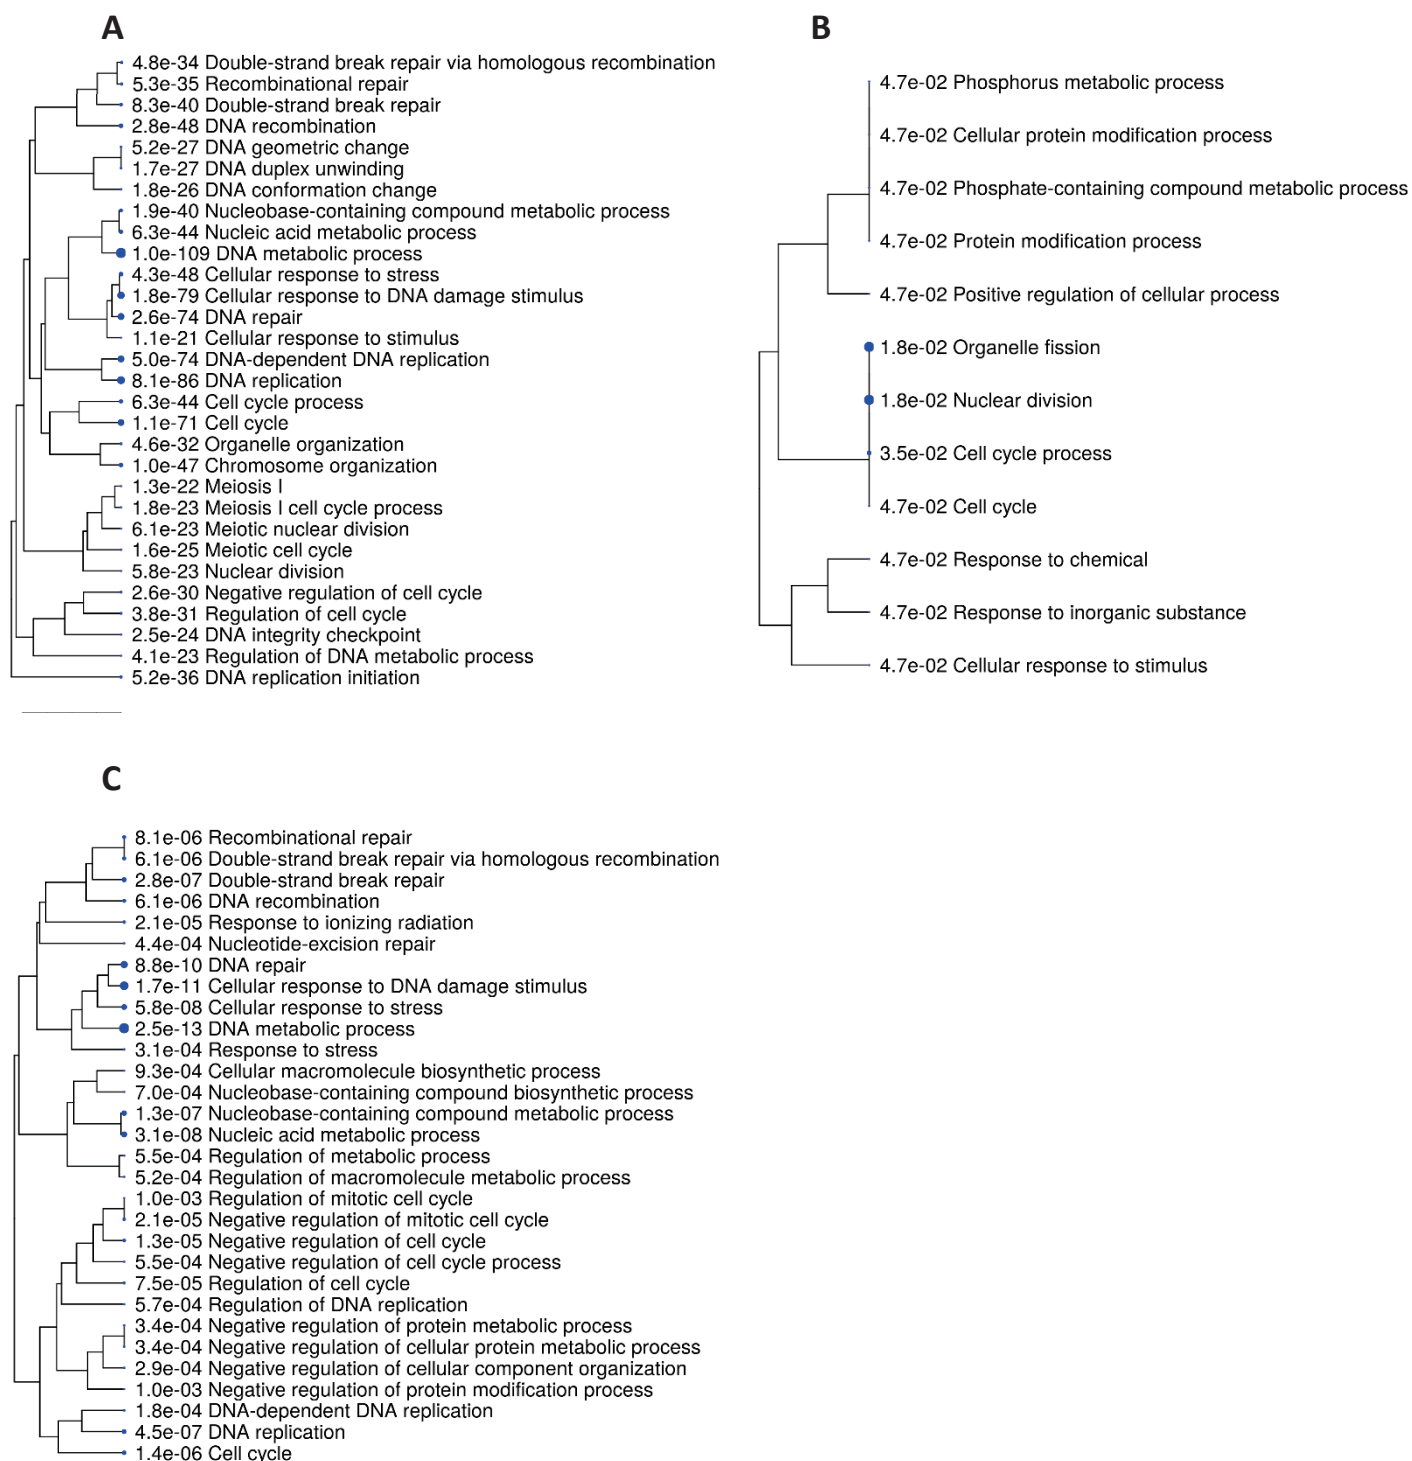 A
4.8e-34 Double-strand break repair via homologous recombination
5.3e-35 Recombinational repair
8.3e-40 Double-strand break repair
2.8e-48 DNA recombination
5.2e-27 DNA geometric change
1.7e-27 DNA duplex unwinding
1.8e-26 DNA conformation change
1.9e-40 Nucleobase-containing compound metabolic process
6.3e-44 Nucleic acid metabolic process
1.0e-109 DNA metabolic process
4.3e-48 Cellular response to stress
1.8e-79 Cellular response to DNA damage stimulus
2.6e-74 DNA repair
1.1e-21 Cellular response to stimulus
5.0e-74 DNA-dependent DNA replication
8.1e-86 DNA replication
6.3e-44 Cell cycle process
1.1e-71 Cell cycle
4.6e-32 Organelle organization
1.0e-47 Chromosome organization
1.3e-22 Meiosis I
1.8e-23 Meiosis I cell cycle process
6.1e-23 Meiotic nuclear division
1.6e-25 Meiotic cell cycle
5.8e-23 Nuclear division
2.6e-30 Negative regulation of cell cycle
3.8e-31 Regulation of cell cycle
2.5e-24 DNA integrity checkpoint
4.1e-23 Regulation of DNA metabolic process
5.2e-36 DNA replication initiation
B
4.7e-02 Phosphorus metabolic process
4.7e-02 Cellular protein modification process
4.7e-02 Phosphate-containing compound metabolic process
4.7e-02 Protein modification process
4.7e-02 Positive regulation of cellular process
1.8e-02 Organelle fission
1.8e-02 Nuclear division
3.5e-02 Cell cycle process
4.7e-02 Cell cycle
4.7e-02 Response to chemical
4.7e-02 Response to inorganic substance
4.7e-02 Cellular response to stimulus
C
8.1e-06 Recombinational repair
6.1e-06 Double-strand break repair via homologous recombination
2.8e-07 Double-strand break repair
6.1e-06 DNA recombination
2.1e-05 Response to ionizing radiation
4.4e-04 Nucleotide-excision repair
8.8e-10 DNA repair
1.7e-11 Cellular response to DNA damage stimulus
5.8e-08 Cellular response to stress
2.5e-13 DNA metabolic process
3.1e-04 Response to stress
9.3e-04 Cellular macromolecule biosynthetic process
7.0e-04 Nucleobase-containing compound biosynthetic process
1.3e-07 Nucleobase-containing compound metabolic process
3.1e-08 Nucleic acid metabolic process
5.5e-04 Regulation of metabolic process
5.2e-04 Regulation of macromolecule metabolic process
1.0e-03 Regulation of mitotic cell cycle
2.1e-05 Negative regulation of mitotic cell cycle
1.3e-05 Negative regulation of cell cycle
5.5e-04 Negative regulation of cell cycle process
7.5e-05 Regulation of cell cycle
5.7e-04 Regulation of DNA replication
3.4e-04 Negative regulation of protein metabolic process
3.4e-04 Negative regulation of cellular protein metabolic process
2.9e-04 Negative regulation of cellular component organization
1.0e-03 Negative regulation of protein modification process
1.8e-04 DNA-dependent DNA replication
4.5e-07 DNA replication
1.4e-06 Cell cycle